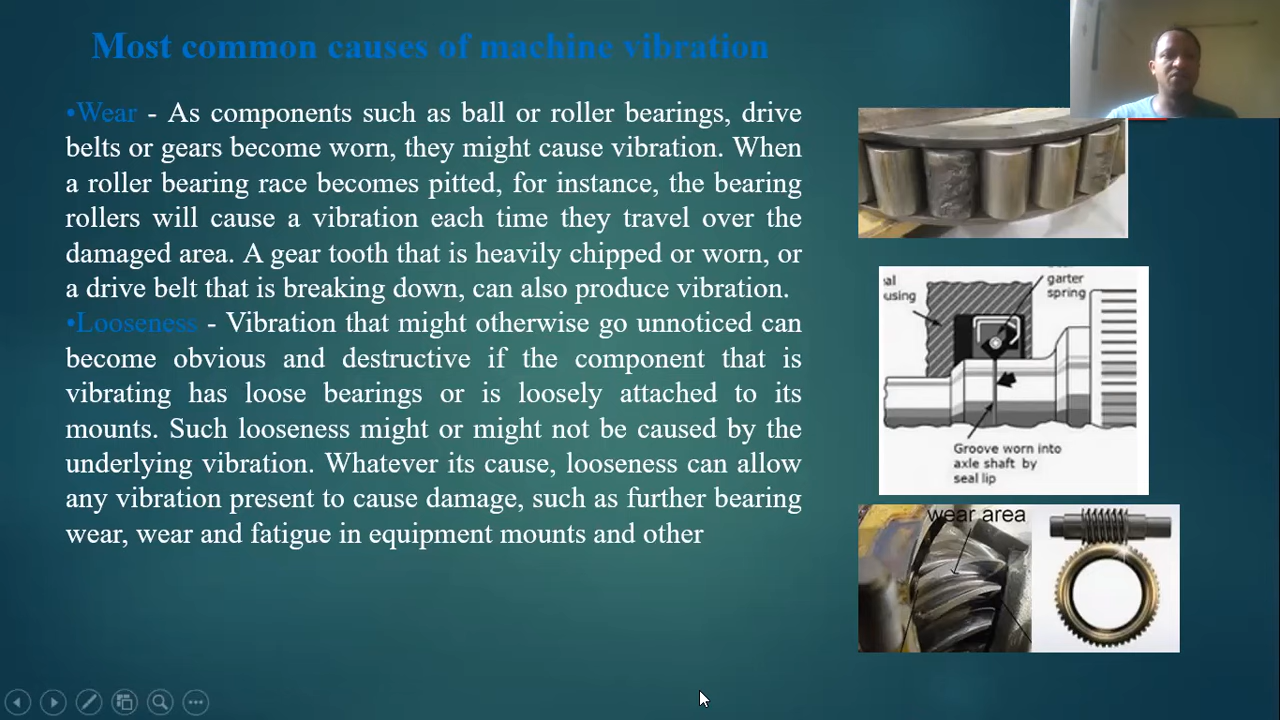 Most common causes of machine vibration
•Wear - As components such as ball or roller bearings, drive
belts or gears become worn, they might cause vibration. When
a roller bearing race becomes pitted, for instance, the bearing
rollers will cause a vibration each time they travel over the
damaged area. A gear tooth that is heavily chipped or worn, or
a drive belt that is breaking down, can also produce vibration.
•Looseness - Vibration that might otherwise go unnoticed can
become obvious and destructive if the component that is
vibrating has loose bearings or is loosely attached to its
mounts. Such looseness might or might not be caused by the
underlying vibration. Whatever its cause, looseness can allow
any vibration present to cause damage, such as further bearing
wear, wear and fatigue in equipment mounts and other
garter
spring
Groove worn into
axle shaft by
seal lip
wear area